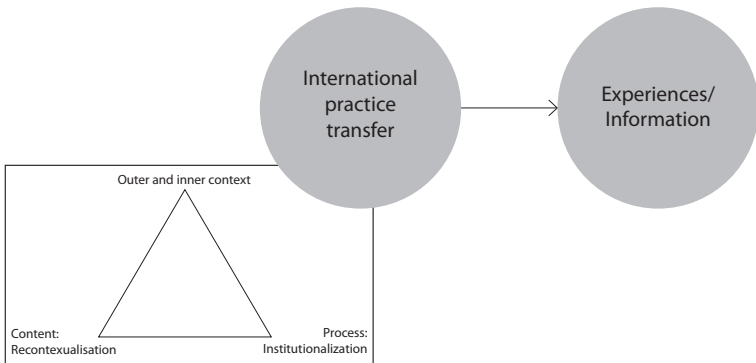 International
practice
transfer
Experiences/
Information
Outer and inner context
Content:
Recontexualisation
Process:
Institutionalization